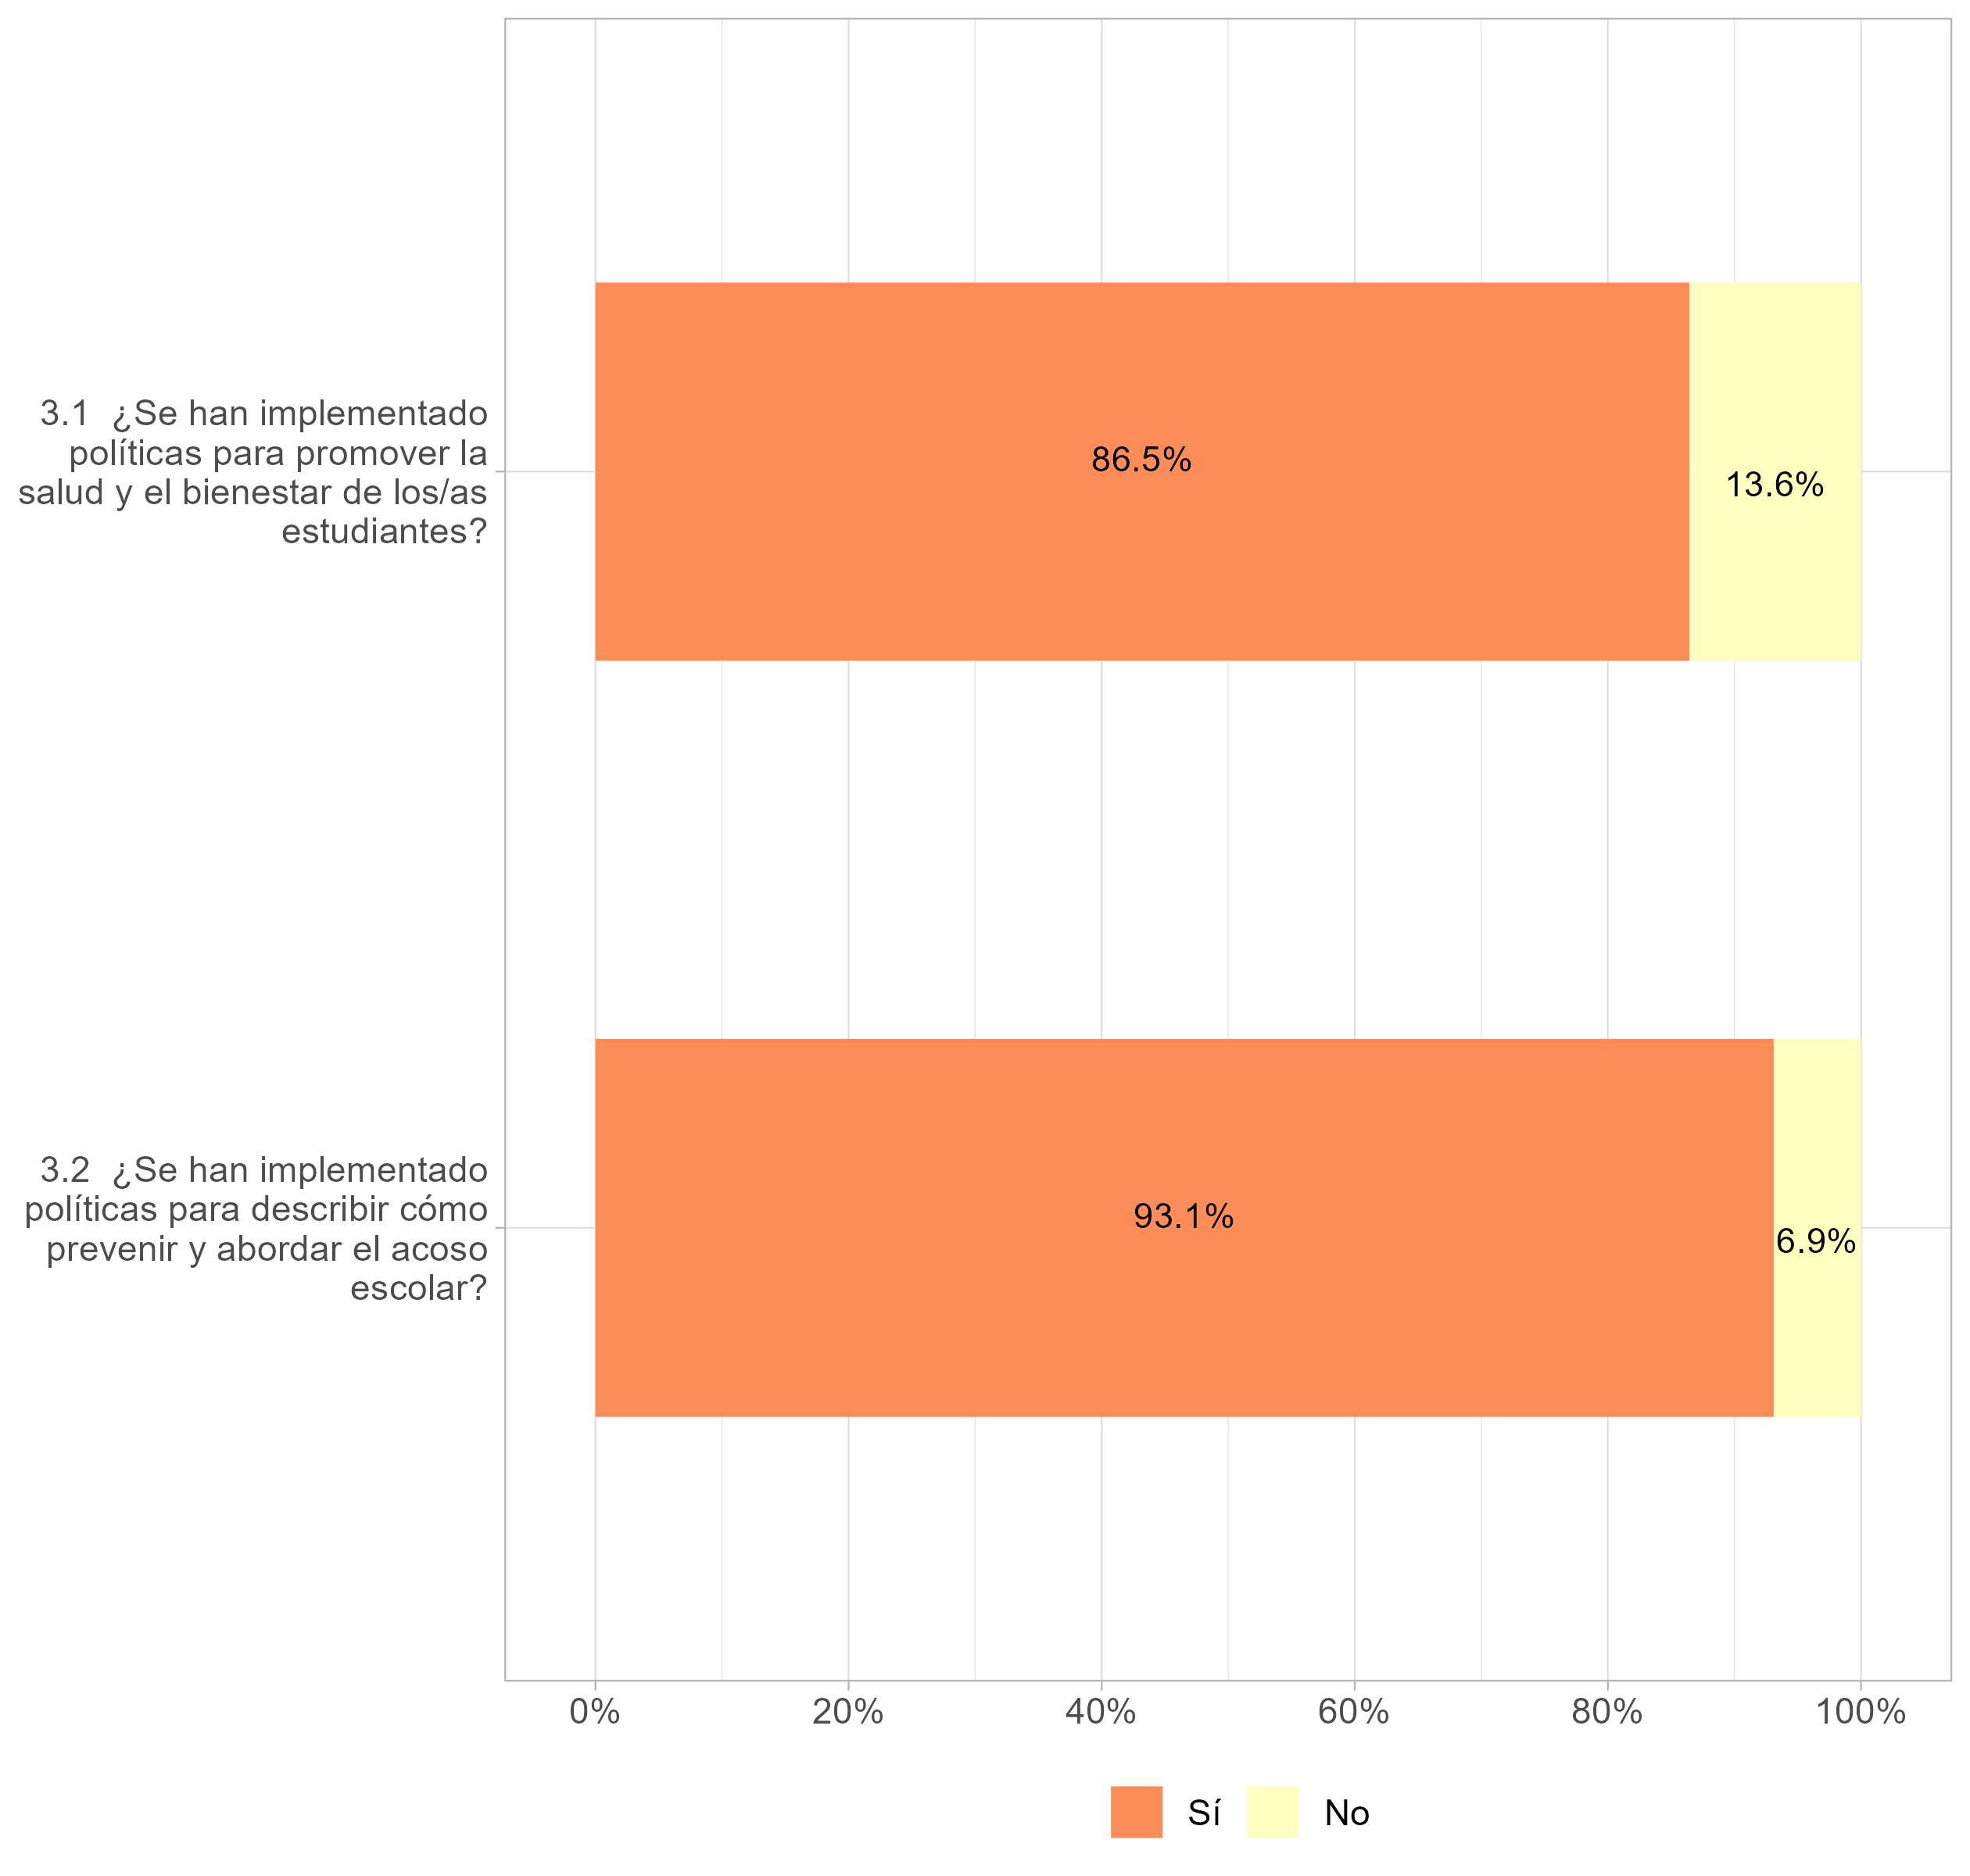 3.1  ¿Se han implementado
políticas para promover la
salud y el bienestar de los/as
estudiantes?
86.5%
13.6%
3.2  ¿Se han implementado
políticas para describir cómo
prevenir y abordar el acoso
escolar?
93.1%
6.9%
0% 20% 40% 60% 80% 100%
Sí No